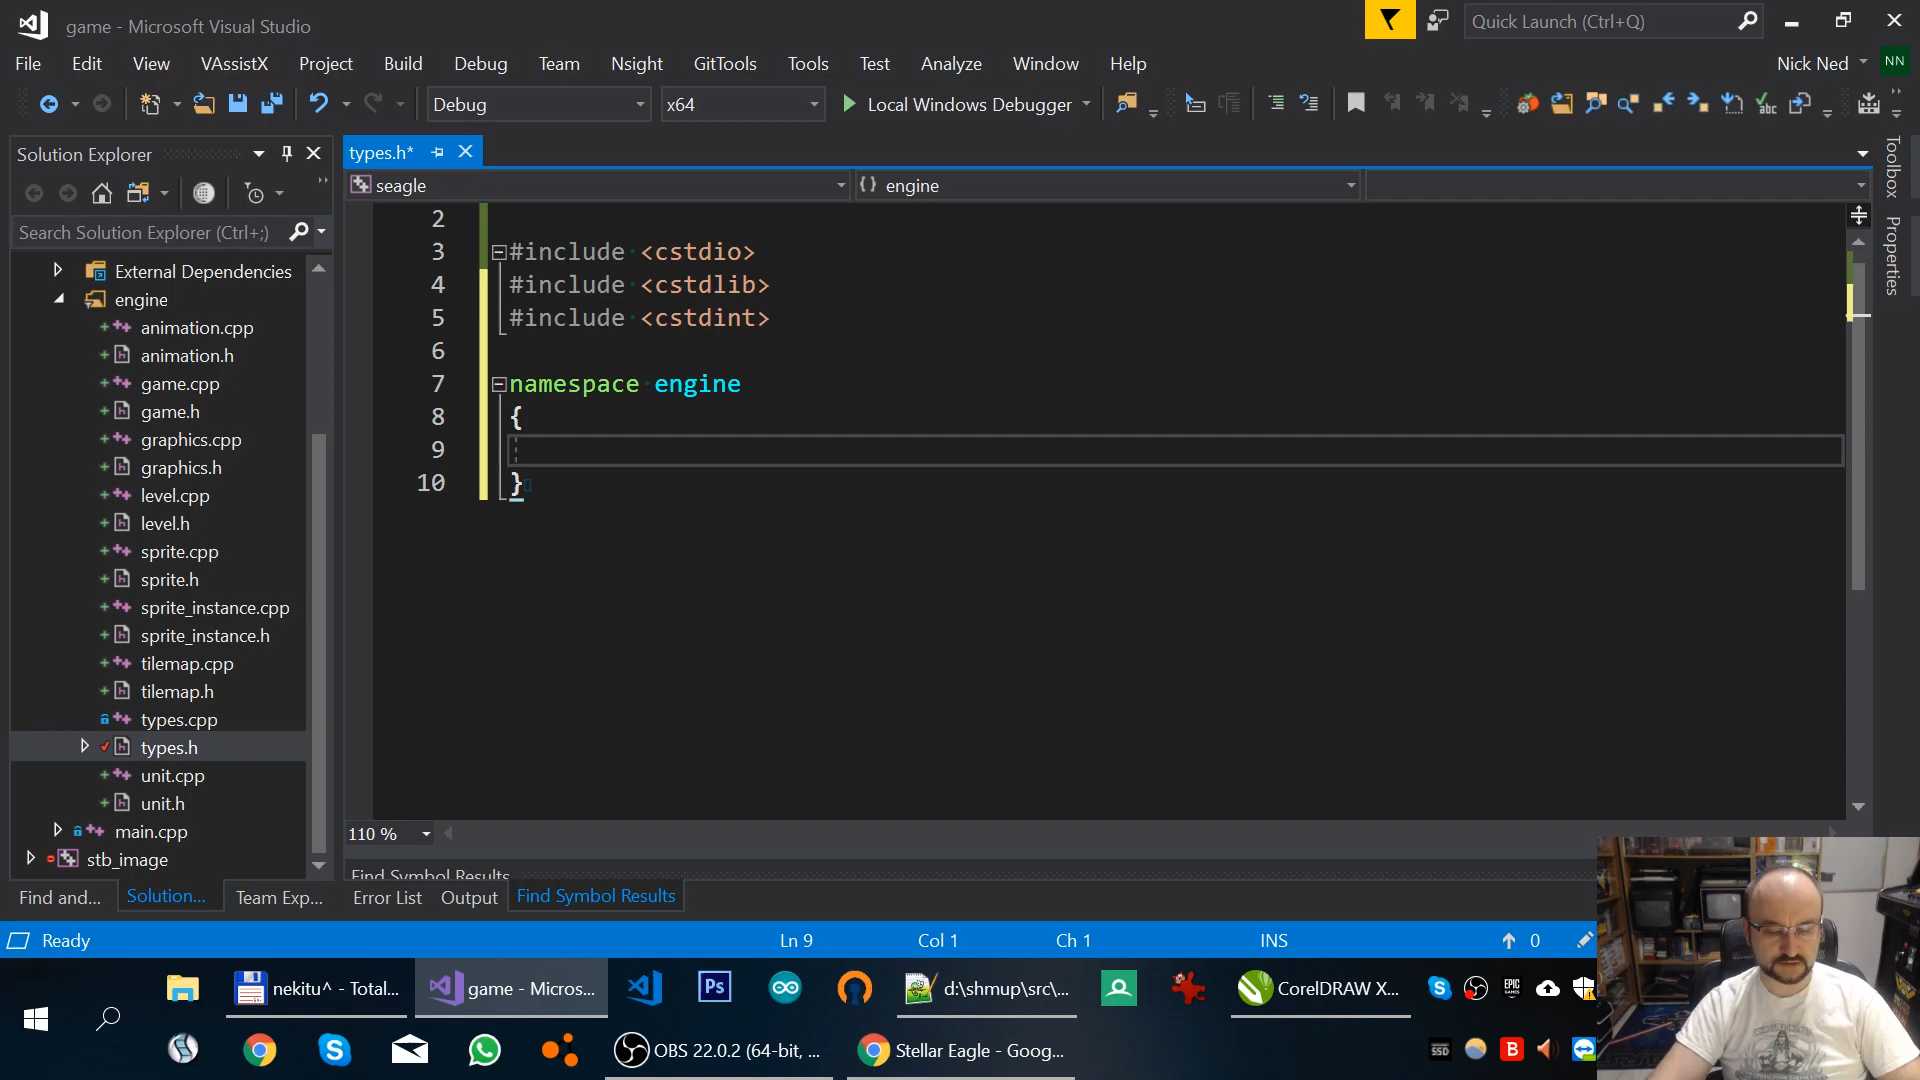 game - Microsoft Visual Studio
Quick Launch (Ctrl+Q)
File Edit View VAssistX Project Build Debug Team Nsight GitTools Tools Test Analyze Window Help
Nick Ned NN
Debug x64 Local Windows Debugger
Solution Explorer
types.h*
seagle
engine
Toolbox
Properties
Search Solution Explorer (Ctrl+;)
External Dependencies
engine
animation.cpp
animation.h
game.cpp
game.h
graphics.cpp
graphics.h
level.cpp
level.h
sprite.cpp
sprite.h
sprite_instance.cpp
sprite_instance.h
tilemap.cpp
tilemap.h
types.cpp
types.h
unit.cpp
unit.h
main.cpp
stb_image
2
3 #include <cstdio>
4 #include <cstdlib>
5 #include <cstdint>
6
7 namespace engine
8 {
9
10 }
110 %
Find Symbol Results
Find and... Solution... Team Exp...
Error List Output Find Symbol Results
Ready Ln 9 Col 1 Ch 1 INS 0
nekitu^ - Total...
game - Micros...
Ps
d:\shmup\src\...
CorelDRAW X...
EPIC GAMES
OBS 22.0.2 (64-bit, ...
Stellar Eagle - Goog...
SSD
B